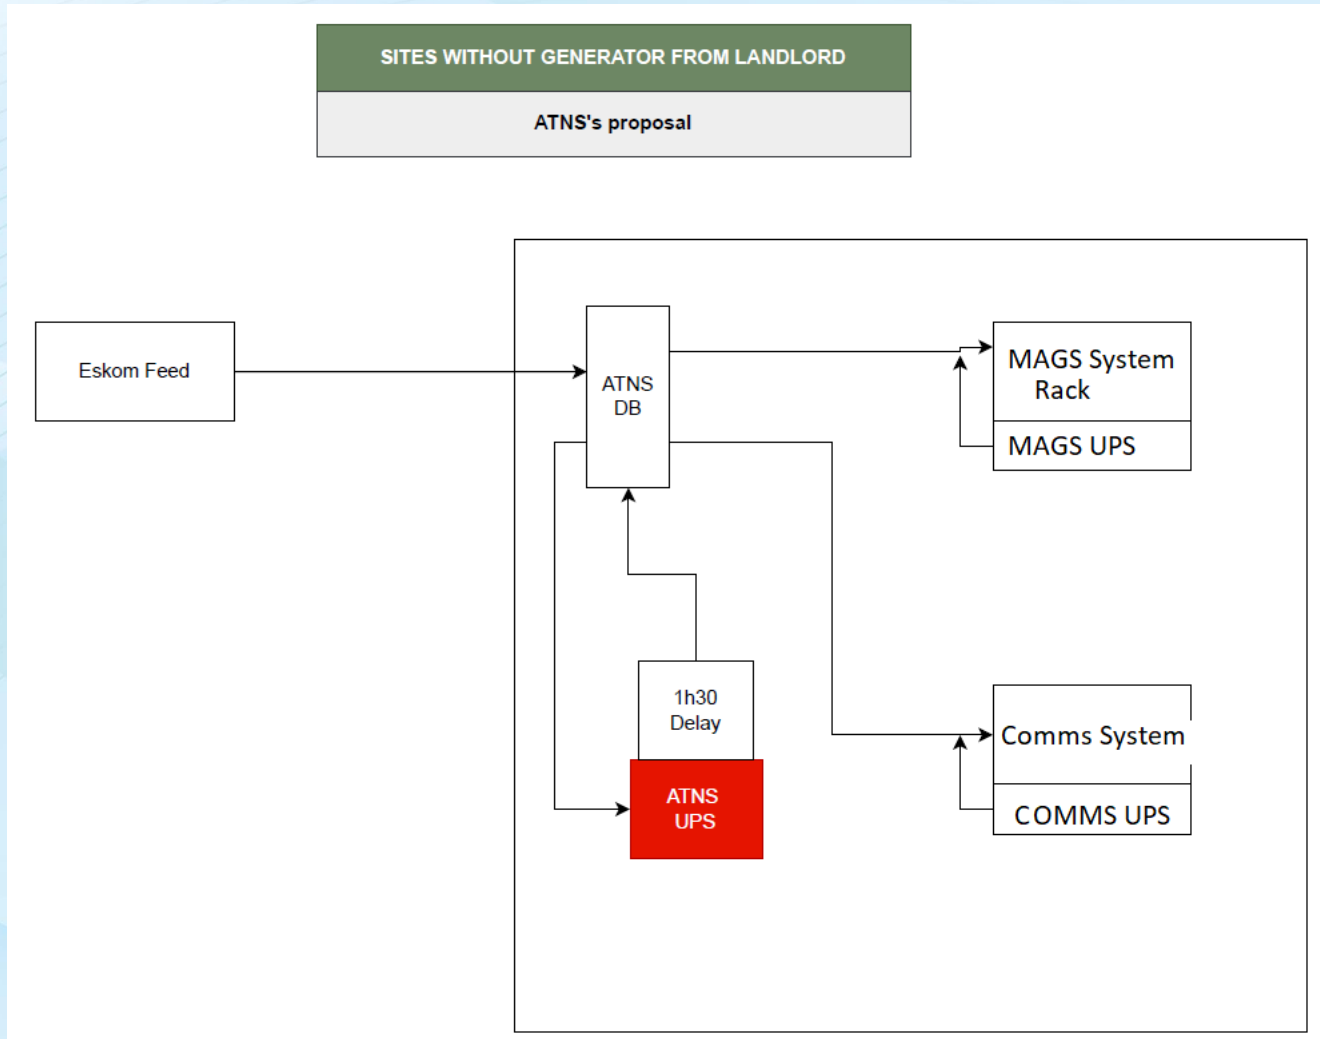 SITES WITHOUT GENERATOR FROM LANDLORD
ATNS's proposal
Eskom Feed
ATNS
DB
MAGS System
Rack
MAGS UPS
1h30
Delay
ATNS
UPS
Comms System
COMMS UPS